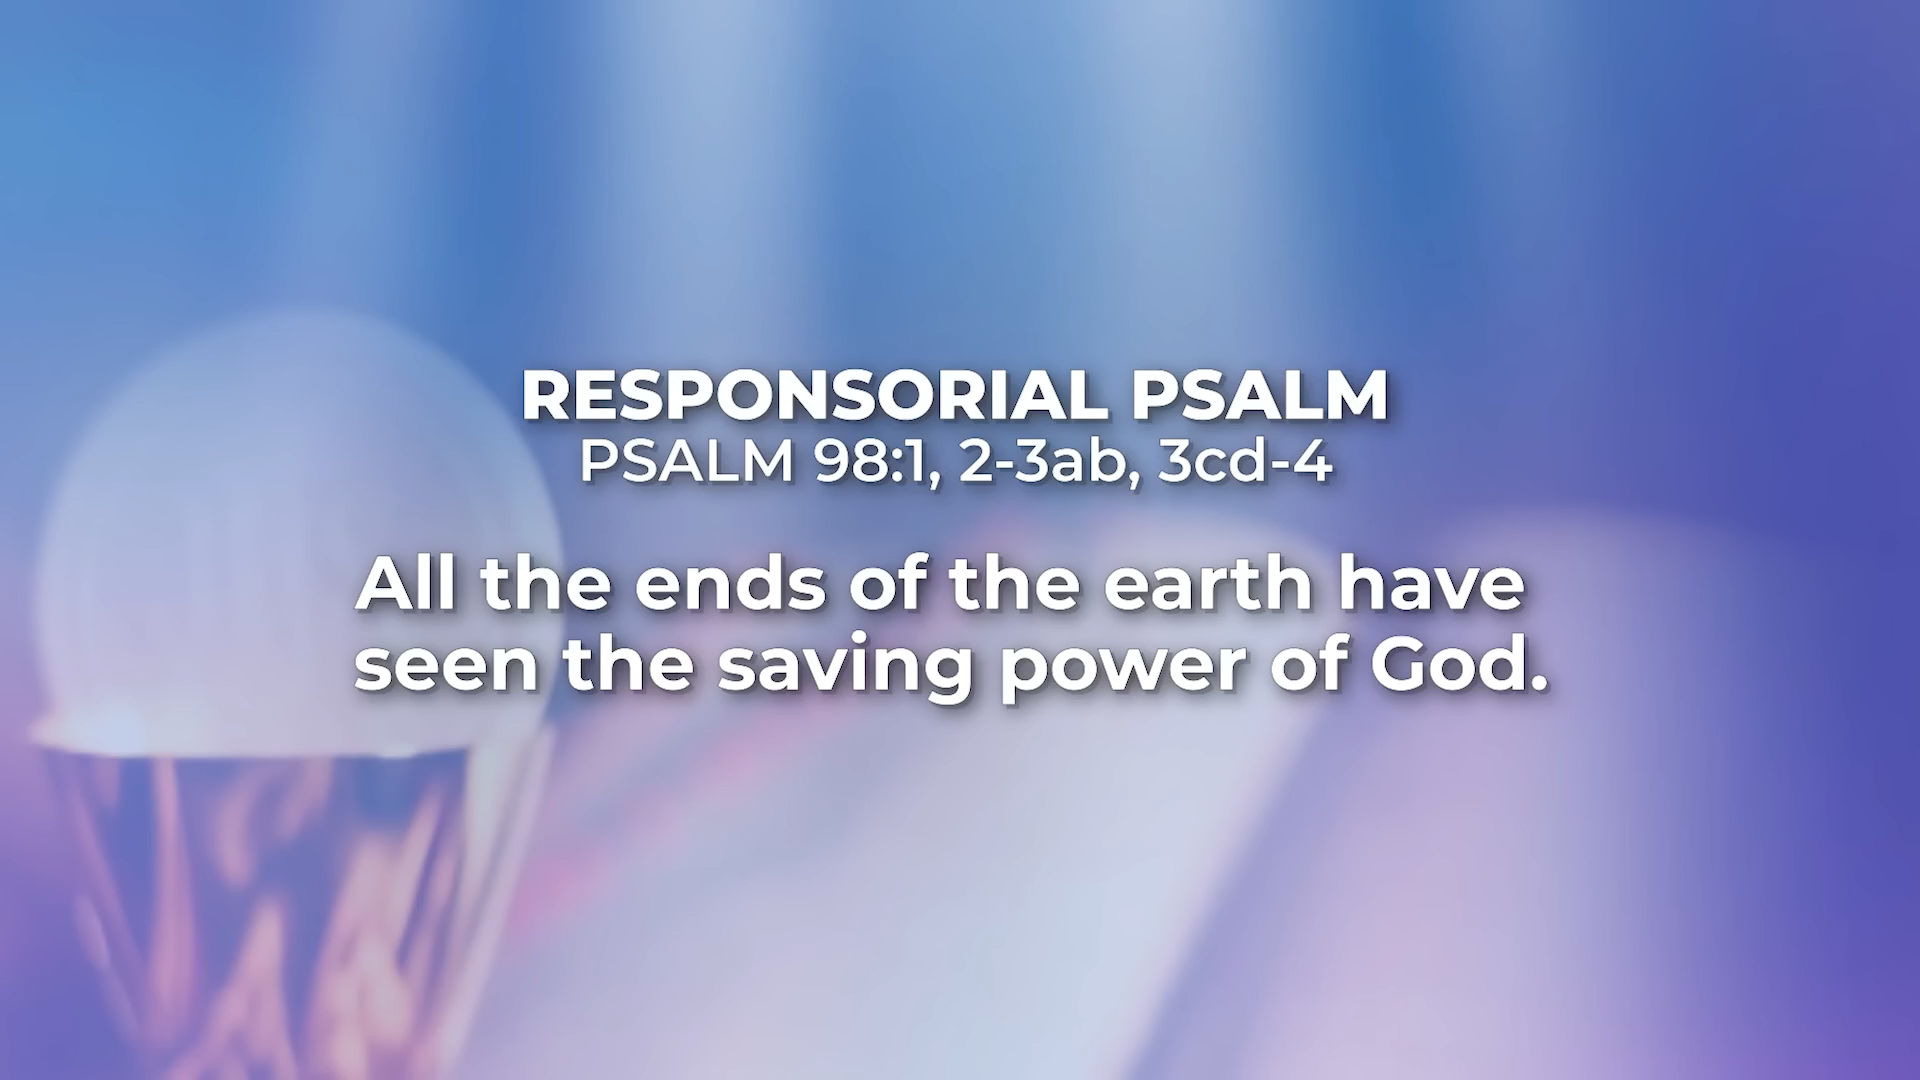 RESPONSORIAL PSALM
PSALM 98:1, 2-3ab, 3cd-4
All the ends of the earth have
seen the saving power of God.